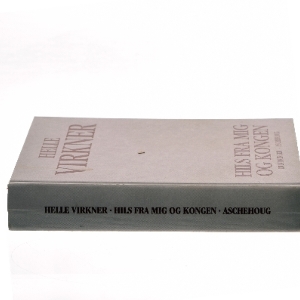 HELLE
VIRKNER
HILS FRA MIG
OG KONGEN
HELLE VIRKNER • HILS FRA MIG OG KONGEN • ASCHEHOUG